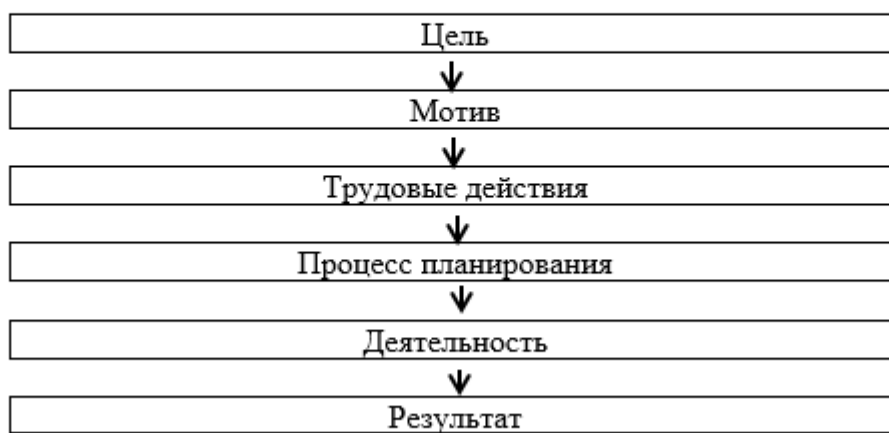 Цель
Мотив
Трудовые действия
Процесс планирования
Деятельность
Результат